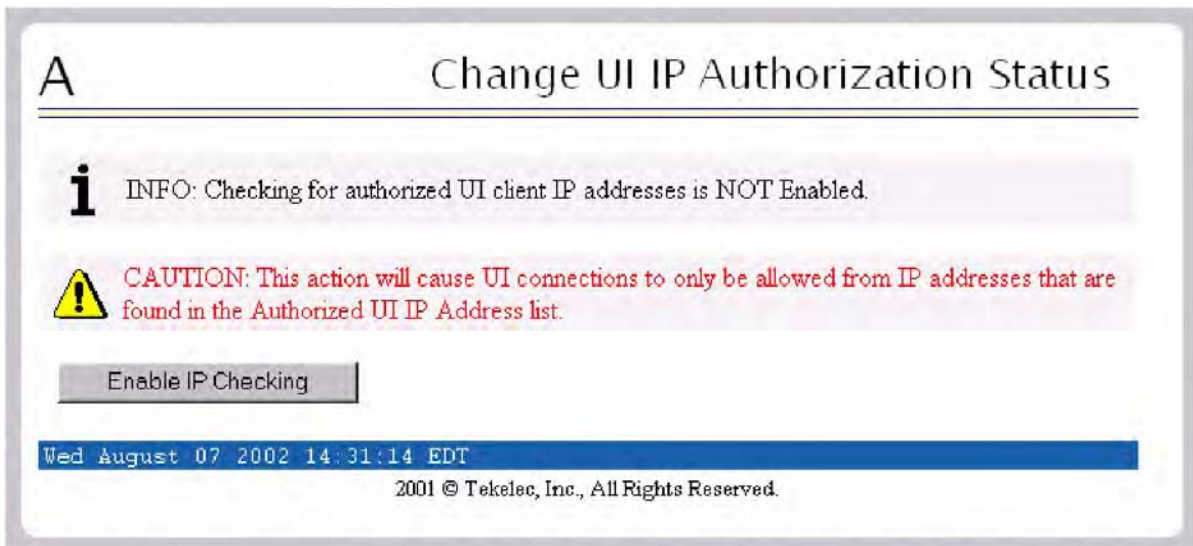 A
Change UI IP Authorization Status
i INFO: Checking for authorized UI client IP addresses is NOT Enabled.
CAUTION: This action will cause UI connections to only be allowed from IP addresses that are
found in the Authorized UI IP Address list.
Enable IP Checking
Wed August 07 2002 14:31:14 EDT
2001 © Tekelec, Inc., All Rights Reserved.